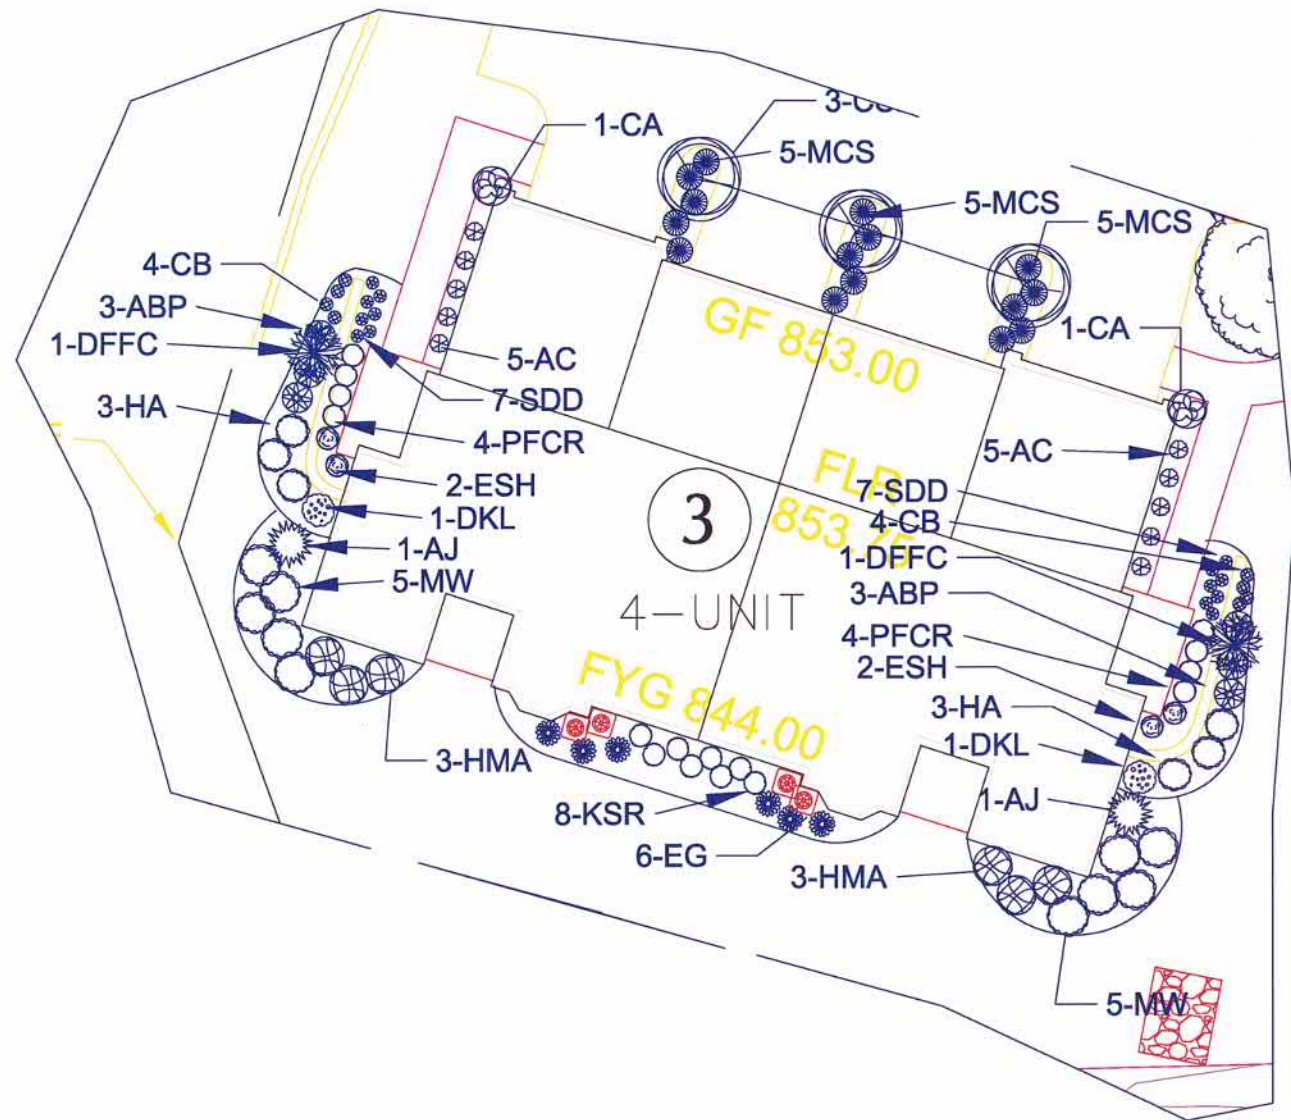 1-CA
5-MCS
5-MCS
5-MCS
4-CB
3-ABP
1-DFFC
3-HA
5-AC
7-SDD
4-PFCR
2-ESH
1-DKL
1-AJ
5-MW
3-HMA
GF 853.00
1-CA
5-AC
FLR
853.75
3
4-UNIT
FYG 844.00
7-SDD
4-CB
1-DFFC
3-ABP
4-PFCR
2-ESH
3-HA
1-DKL
1-AJ
8-KSR
6-EG
3-HMA
5-MW